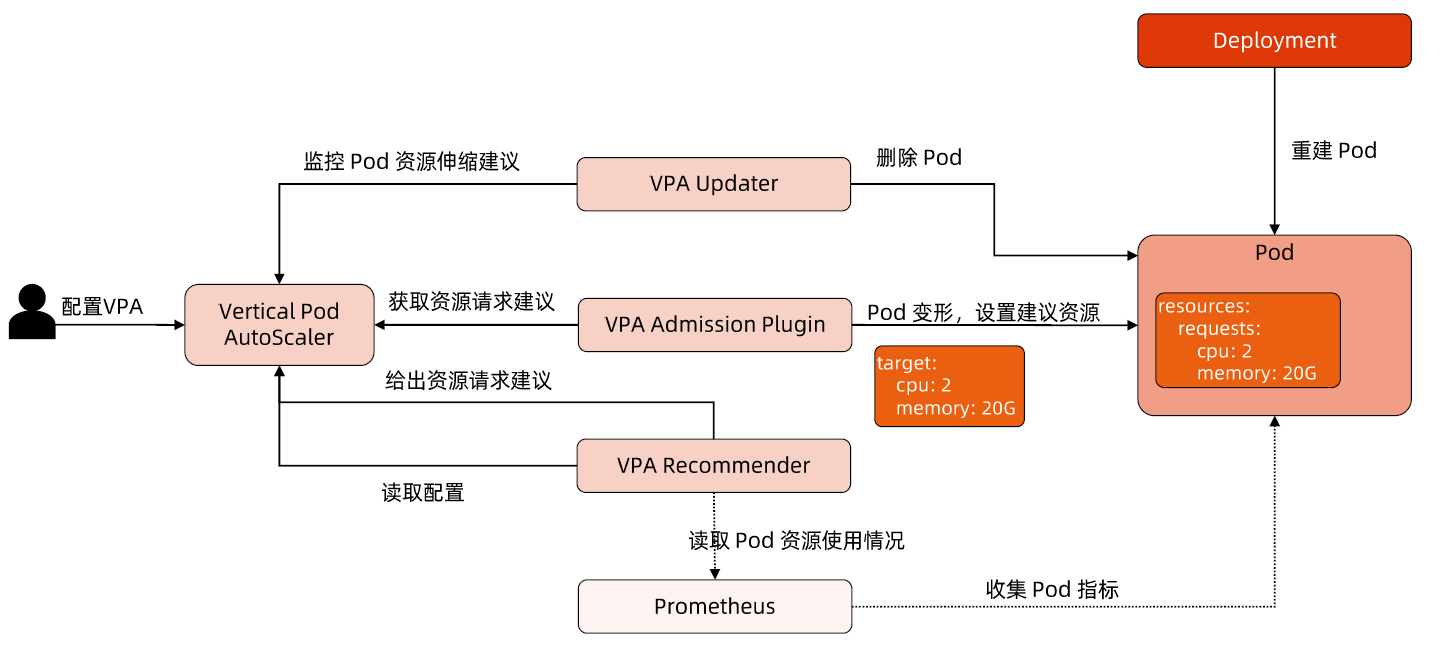 Deployment
重建 Pod
监控 Pod 资源伸缩建议
VPA Updater
删除 Pod
Pod
配置VPA
Vertical Pod
AutoScaler
获取资源请求建议
VPA Admission Plugin
Pod 变形，设置建议资源
resources:
requests:
cpu: 2
memory: 20G
target:
cpu: 2
memory: 20G
给出资源请求建议
VPA Recommender
读取配置
读取 Pod 资源使用情况
Prometheus
收集 Pod 指标